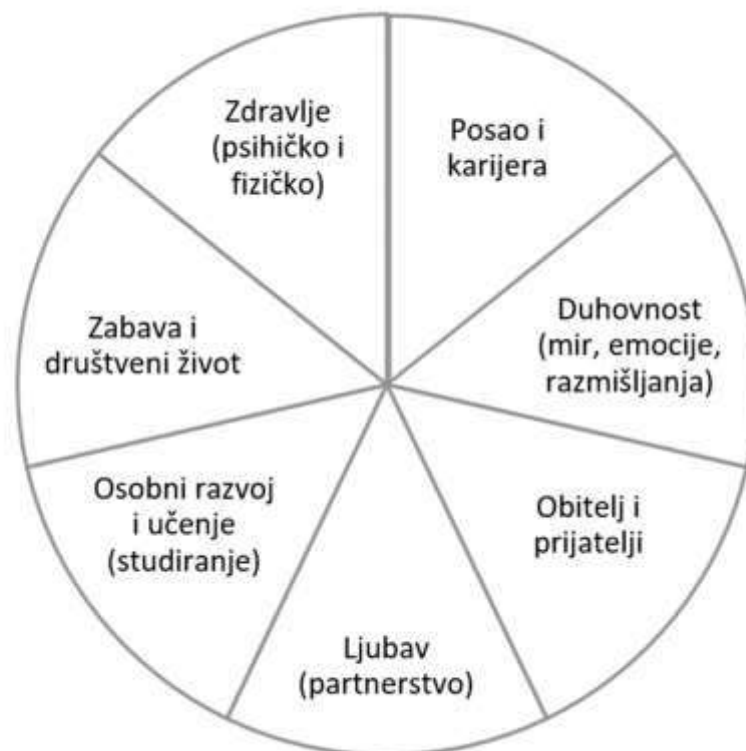 Zdravlje
(psihičko i
fizičko)
Posao i
karijera
Duhovnost
(mir, emocije,
razmišljanja)
Obitelj i
prijatelji
Ljubav
(partnerstvo)
Osobni razvoj
i učenje
(studiranje)
Zabava i
društveni život